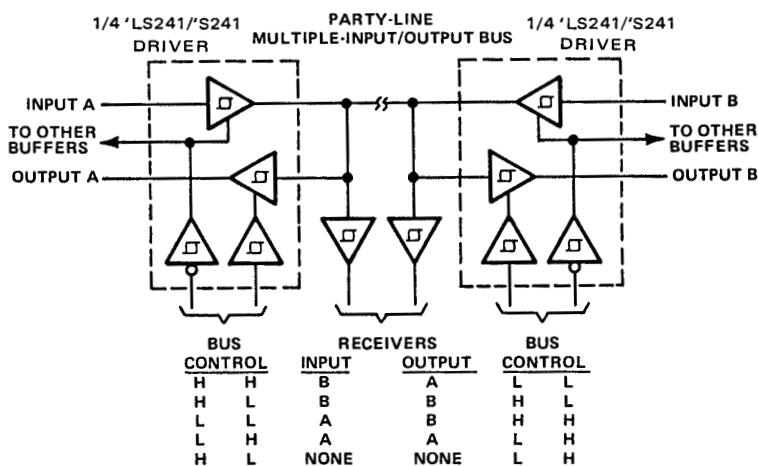 1/4 'LS241/'S241 DRIVER
PARTY-LINE
MULTIPLE-INPUT/OUTPUT BUS
1/4 'LS241/'S241
DRIVER
INPUT A
INPUT B
TO OTHER
BUFFERS
TO OTHER
BUFFERS
OUTPUT A
OUTPUT B
BUS RECEIVERS BUS
CONTROL INPUT OUTPUT CONTROL
H H B A L L
H L B B H L
L L A B H H
L H A A L H
H L NONE NONE L H